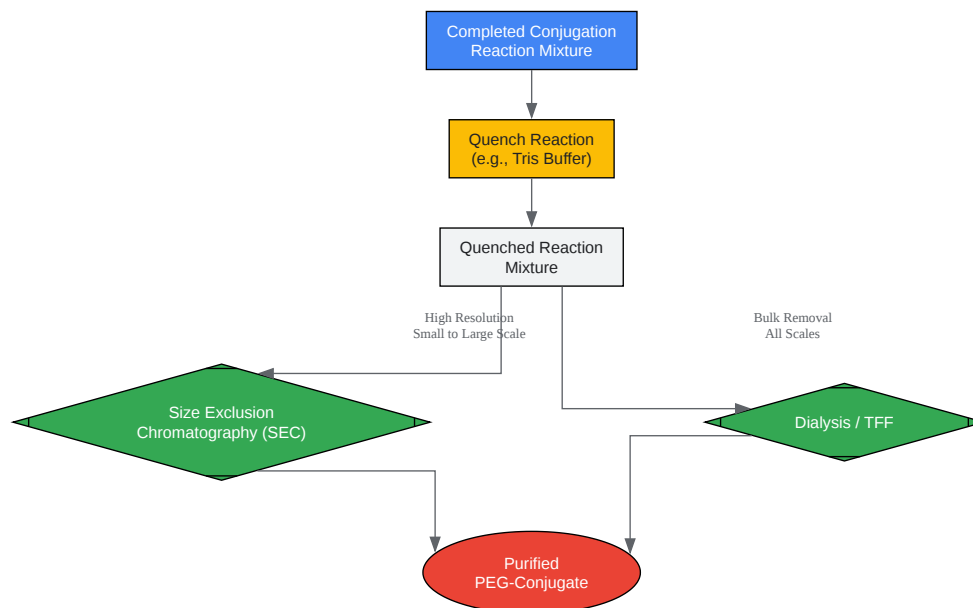 Completed Conjugation
Reaction Mixture
Quench Reaction
(e.g., Tris Buffer)
Quenched Reaction
Mixture
High Resolution
Small to Large Scale
Bulk Removal
All Scales
Size Exclusion
Chromatography (SEC)
Dialysis / TFF
Purified
PEG-Conjugate